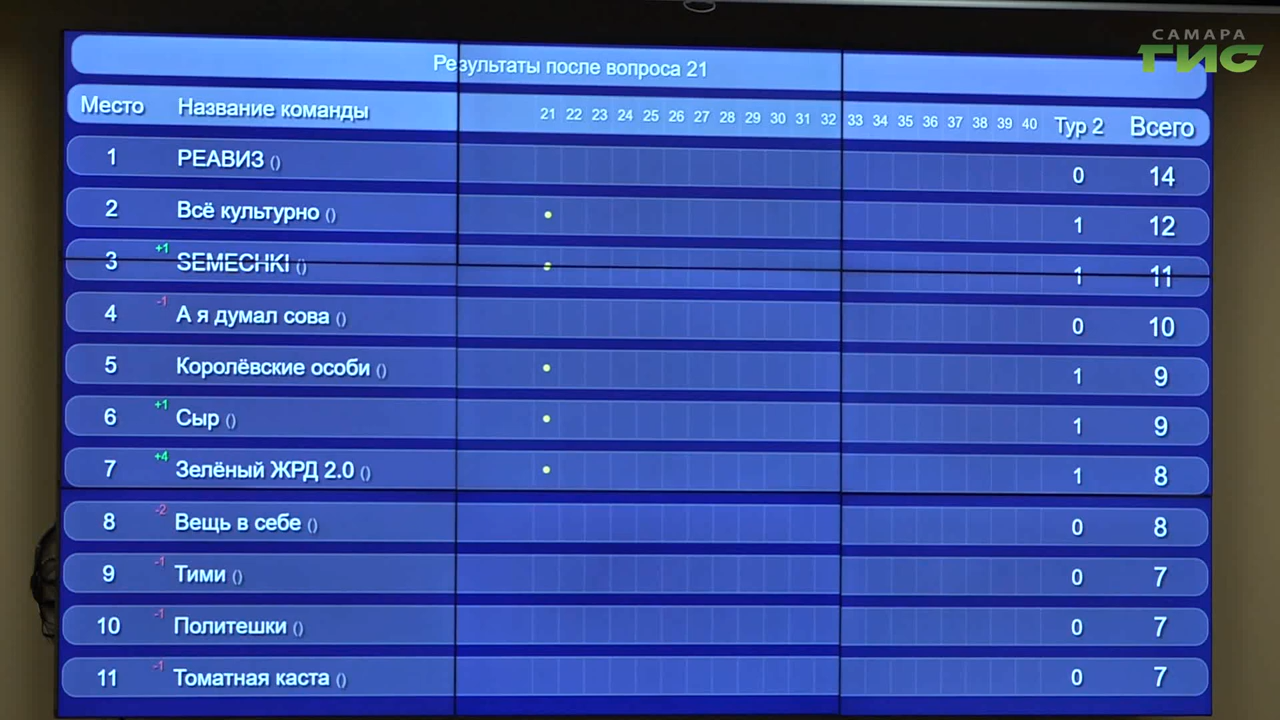 САМАРА
ГИС
Результаты после вопроса 21
Место Название команды 21 22 23 24 25 26 27 28 29 30 31 32 33 34 35 36 37 38 39 40 Тур 2 Всего
1 РЕАВИЗ () 0 14
2 Всё культурно () 1 12
3 +1 SEMECHKI () 1 11
4 -1 А я думал сова () 0 10
5 Королёвские особи () 1 9
6 +1 Сыр () 1 9
7 +4 Зелёный ЖРД 2.0 () 1 8
8 -2 Вещь в себе () 0 8
9 -1 Тими () 0 7
10 -1 Политешки () 0 7
11 -1 Томатная каста () 0 7